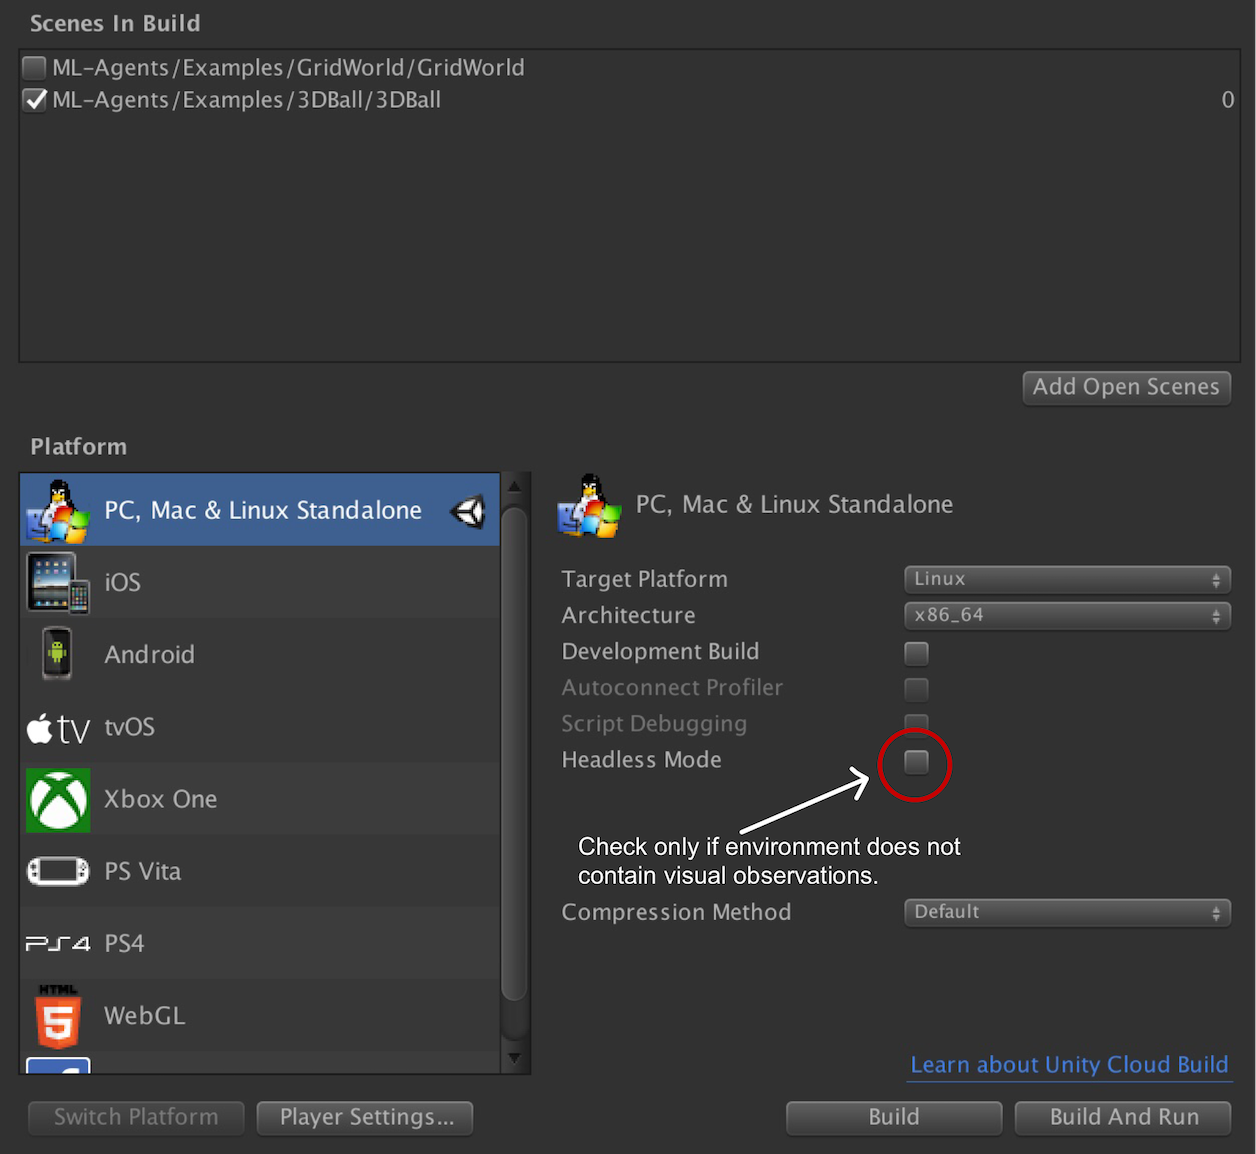 Scenes In Build
ML-Agents/Examples/GridWorld/GridWorld
ML-Agents/Examples/3DBall/3DBall 0
Add Open Scenes
Platform
PC, Mac & Linux Standalone
iOS
Android
tv tvOS
Xbox One
PS Vita
PS4 PS4
HTML
5 WebGL
PC, Mac & Linux Standalone
Target Platform Linux
Architecture x86_64
Development Build
Autoconnect Profiler
Script Debugging
Headless Mode
Check only if environment does not
contain visual observations.
Compression Method Default
Learn about Unity Cloud Build
Switch Platform Player Settings... Build Build And Run